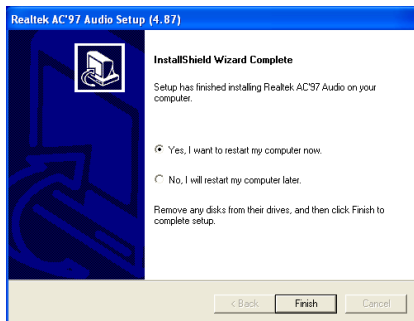 Realtek AC'97 Audio Setup (4.87)
InstallShield Wizard Complete
Setup has finished installing Realtek AC'97 Audio on your
computer.
Yes, I want to restart my computer now.
No, I will restart my computer later.
Remove any disks from their drives, and then click Finish to
complete setup.
< Back
Finish
Cancel